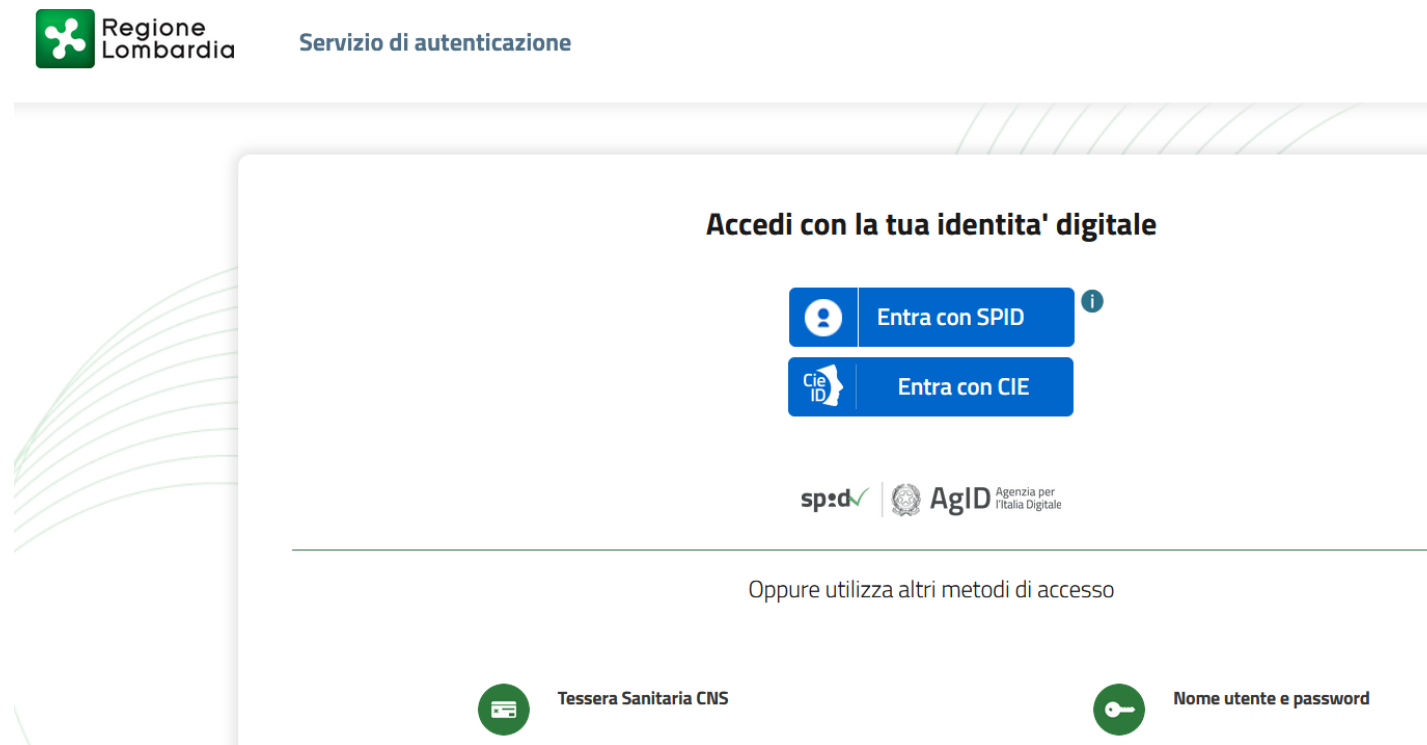 Regione
Lombardia
Servizio di autenticazione
Accedi con la tua identita' digitale
Entra con SPID
i
Cie
ID
Entra con CIE
spid
AgID
Agenzia per
l'Italia Digitale
Oppure utilizza altri metodi di accesso
Tessera Sanitaria CNS
Nome utente e password